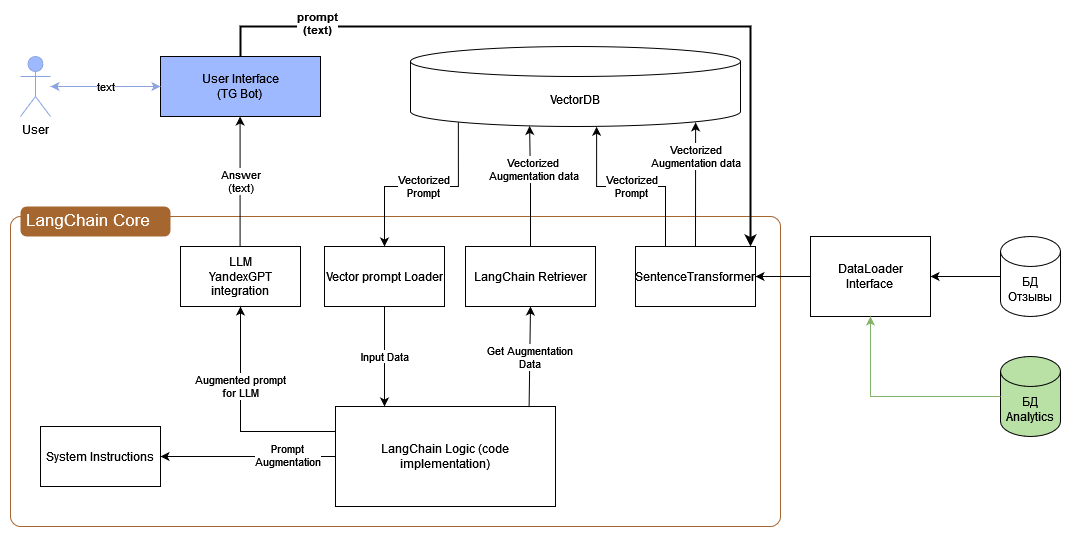 prompt
(text)
User Interface
(TG Bot)
text
User
VectorDB
Answer
(text)
Vectorized
Prompt
Vectorized
Augmentation data
Vectorized
Prompt
Vectorized
Augmentation data
LangChain Core
LLM
YandexGPT
integration
Vector prompt Loader
LangChain Retriever
SentenceTransformer
DataLoader
Interface
БД
Отзывы
Input Data
Get Augmentation
Data
Augmented prompt
for LLM
БД
Analytics
System Instructions
Prompt
Augmentation
LangChain Logic (code
implementation)